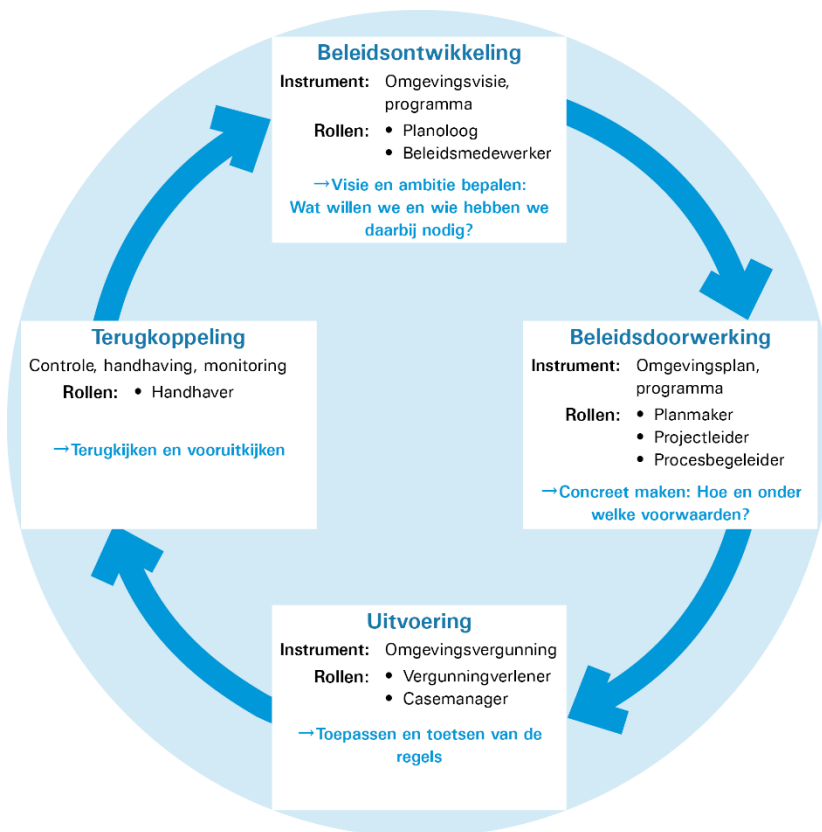 Beleidsontwikkeling
Instrument: Omgevingsvisie,
programma
Rollen: • Planoloog
• Beleidsmedewerker
→Visie en ambitie bepalen:
Wat willen we en wie hebben we
daarbij nodig?
Terugkoppeling
Controle, handhaving, monitoring
Rollen: • Handhaver
→Terugkijken en vooruitkijken
Beleidsdoorwerking
Instrument: Omgevingsplan,
programma
Rollen: • Planmaker
• Projectleider
• Procesbegeleider
→Concreet maken: Hoe en onder
welke voorwaarden?
Uitvoering
Instrument: Omgevingsvergunning
Rollen: • Vergunningverlener
• Casemanager
→Toepassen en toetsen van de
regels